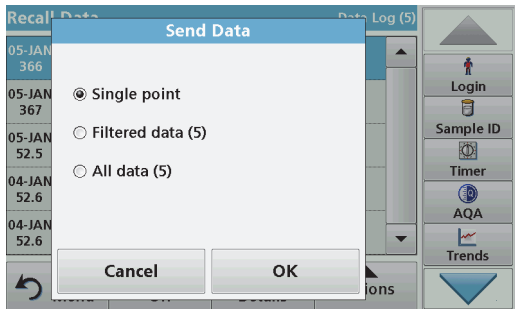 Recall Data
Data Log (5)
Send Data
05-JAN
366
05-JAN
367
05-JAN
52.5
04-JAN
52.6
04-JAN
52.6
Single point
Filtered data (5)
All data (5)
Cancel
OK
Login
Sample ID
Timer
AQA
Trends